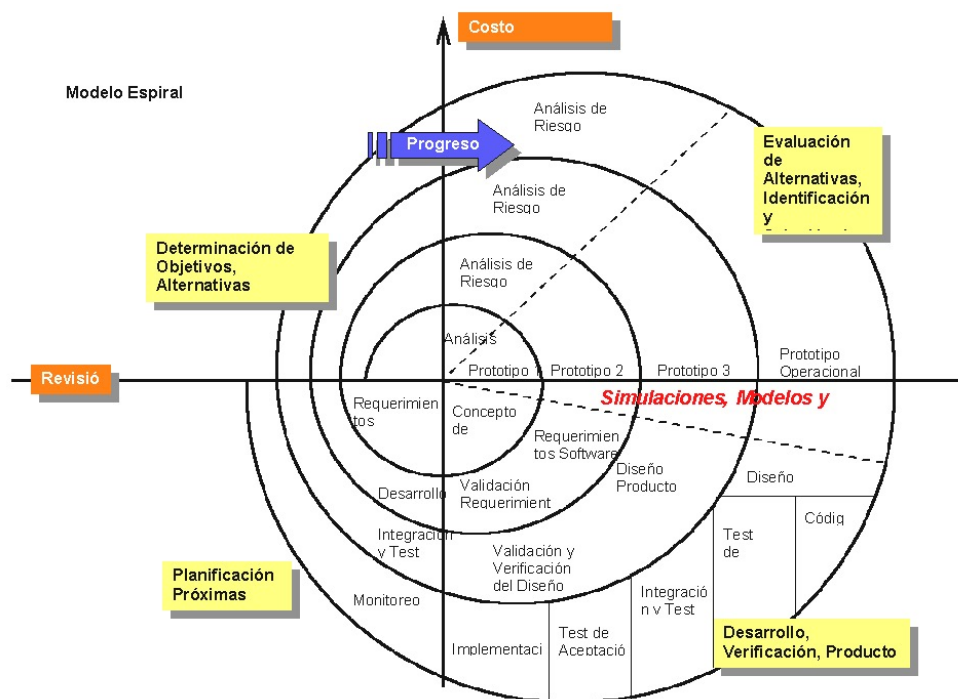 Costo
Modelo Espiral
Análisis de
Riesgo
Progreso
Evaluación
de
Alternativas,
Identificación
y
Análisis de
Riesgo
Determinación de
Objetivos,
Alternativas
Análisis de
Riesgo
Análisis
Prototipo 1
Prototipo 2
Prototipo 3
Prototipo
Operacional
Revisió
Simulaciones, Modelos y
Requerimien
tos
Concepto
de
Requerimien
tos Software
Diseño
Producto
Diseño
Desarrollo
Validación
Requerimient
Códig
Integración
y Test
Test
de
Validación y
Verificación
del Diseño
Planificación
Próximas
Monitoreo
Integració
n y Test
Implementaci
Test de
Aceptació
Desarrollo,
Verificación, Producto